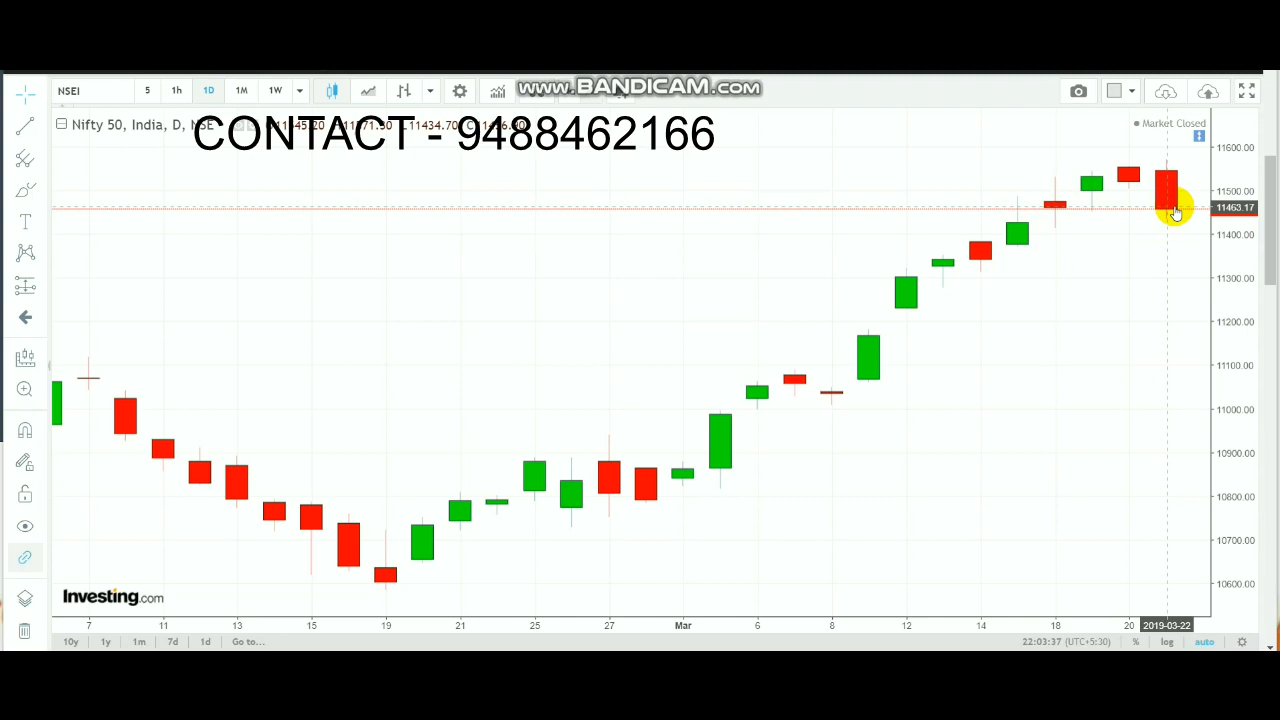 www.BANDICAM.com
NSEI 5 1h 1D 1M 1W
CONTACT - 9488462166
Nifty 50, India, D, NSE
Market Closed
11600.00
11500.00
11463.17
11400.00
11300.00
11200.00
11100.00
11000.00
10900.00
10800.00
10700.00
10600.00
Investing.com
7 11 13 15 19 21 25 27 Mar 6 8 12 14 18 20 2019-03-22
10y 1y 1m 7d 1d Go to... 22:03:37 (UTC+5:30) % log auto